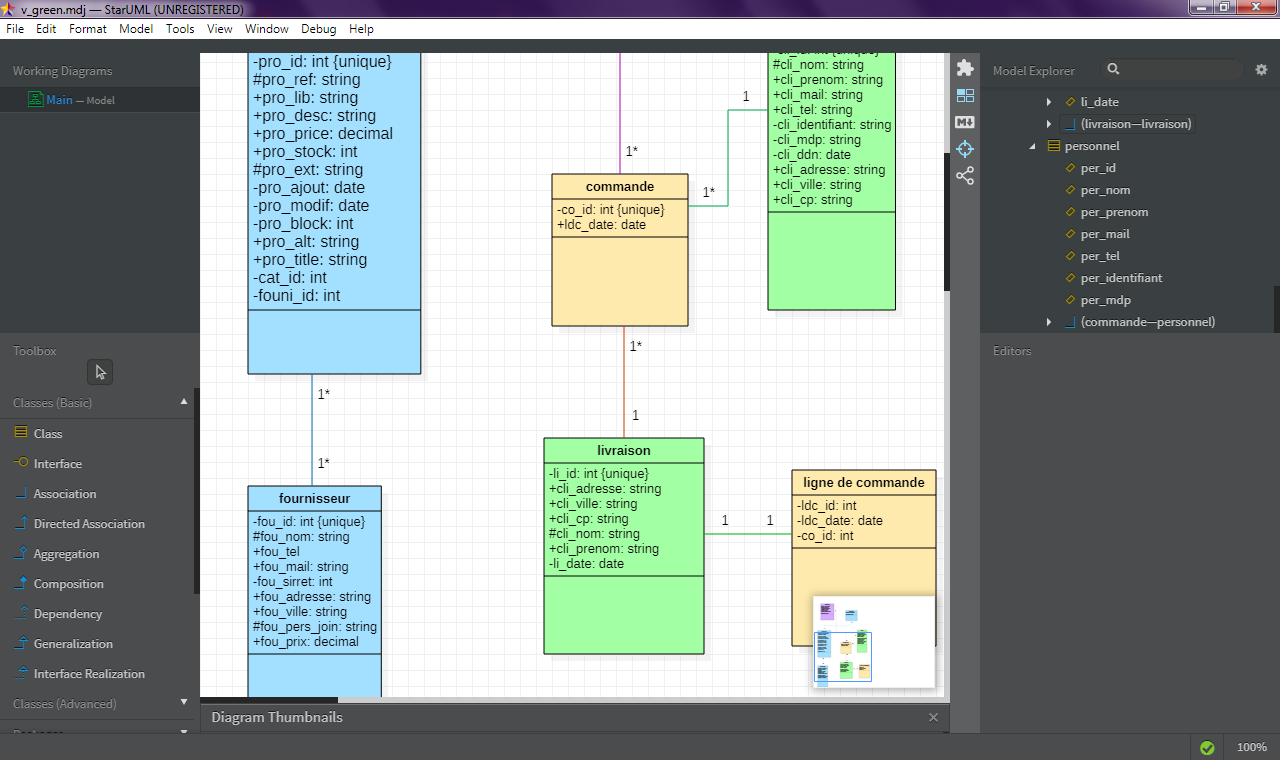 v_green.mdj — StarUML (UNREGISTERED)
File Edit Format Model Tools View Window Debug Help
Working Diagrams
Main — Model
Toolbox
Classes (Basic)
Class
Interface
Association
Directed Association
Aggregation
Composition
Dependency
Generalization
Interface Realization
Classes (Advanced)
-pro_id: int {unique}
#pro_ref: string
+pro_lib: string
+pro_desc: string
+pro_price: decimal
+pro_stock: int
#pro_ext: string
-pro_ajout: date
-pro_modif: date
-pro_block: int
+pro_alt: string
+pro_title: string
-cat_id: int
-founi_id: int
1*
1*
fournisseur
-fou_id: int {unique}
#fou_nom: string
+fou_tel
+fou_mail: string
-fou_sirret: int
+fou_adresse: string
+fou_ville: string
#fou_pers_join: string
+fou_prix: decimal
1*
commande
-co_id: int {unique}
+ldc_date: date
1*
1
#cli_nom: string
+cli_prenom: string
+cli_mail: string
+cli_tel: string
-cli_identifiant: string
-cli_mdp: string
-cli_ddn: date
+cli_adresse: string
+cli_ville: string
+cli_cp: string
1*
1
livraison
-li_id: int {unique}
+cli_adresse: string
+cli_ville: string
+cli_cp: string
#cli_nom: string
+cli_prenom: string
-li_date: date
1
1
ligne de commande
-ldc_id: int
-ldc_date: date
-co_id: int
Diagram Thumbnails
Model Explorer
li_date
(livraison—livraison)
personnel
per_id
per_nom
per_prenom
per_mail
per_tel
per_identifiant
per_mdp
(commande—personnel)
Editors
M
100%